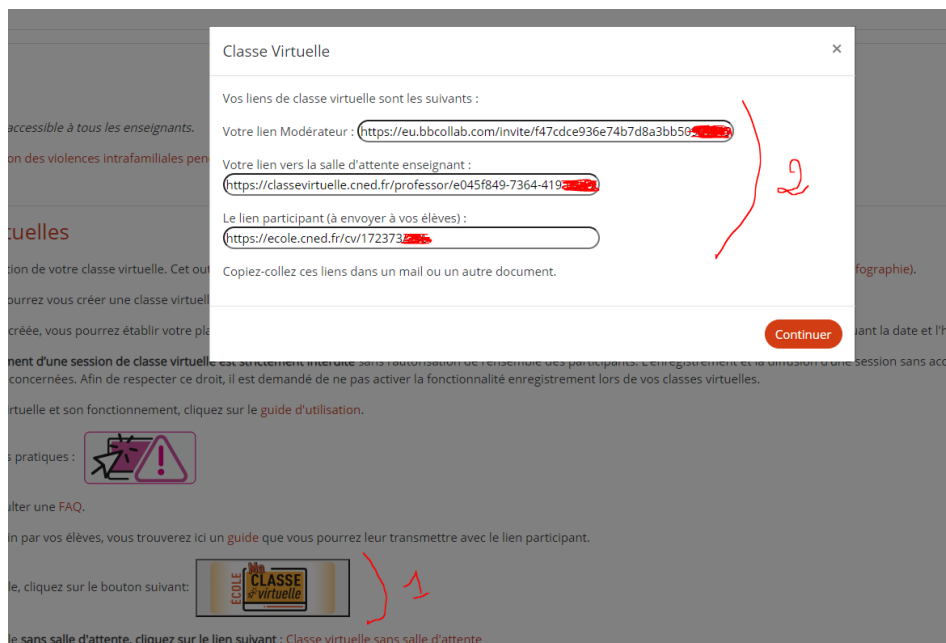 Classe Virtuelle ×
Vos liens de classe virtuelle sont les suivants :
Votre lien Modérateur : https://eu.bbcollab.com/invite/f47cdce936e74b7d8a3bb50
Votre lien vers la salle d'attente enseignant :
https://classevirtuelle.cned.fr/professor/e045f849-7364-419
Le lien participant (à envoyer à vos élèves) :
https://ecole.cned.fr/cv/172373
Copiez-collez ces liens dans un mail ou un autre document.
Continuer
2
accessible à tous les enseignants.
on des violences intrafamiliales
tuelles
tion de votre classe virtuelle. Cet
fographie).
ourrez vous créer une classe
créée, vous pourrez établir votre
uant la date et
ment d'une session de classe virtuelle est strictement interdite sans l'autorisation de l'ensemble des participants. L'enregistrement et la diffusion d'une session sans
concernées. Afin de respecter ce droit, il est demandé de ne pas activer la fonctionnalité enregistrement lors de vos classes virtuelles.
rtuelle et son fonctionnement, cliquez sur le guide d'utilisation.
s pratiques :
ulter une FAQ.
in par vos élèves, vous trouverez ici un guide que vous pourrez leur transmettre avec le lien participant.
le, cliquez sur le bouton suivant:
ÉCOLE
Ma
CLASSE
virtuelle
1
le sans salle d'attente, cliquez sur le lien suivant : Classe virtuelle sans salle d'attente